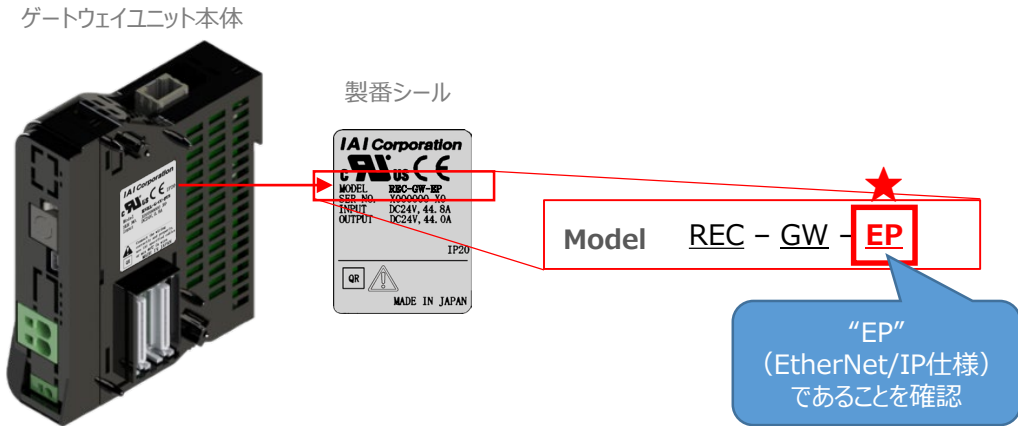 ゲートウェイユニット本体
製番シール
IAI Corporation
c US CE
MODEL REC-GW-EP
SER NO. X000000 X0
INPUT DC24V, 44.8A
OUTPUT DC24V, 44.0A
IP20
QR
MADE IN JAPAN
Model REC – GW – EP
“EP”
（EtherNet/IP仕様）
であることを確認
IAI Corporation